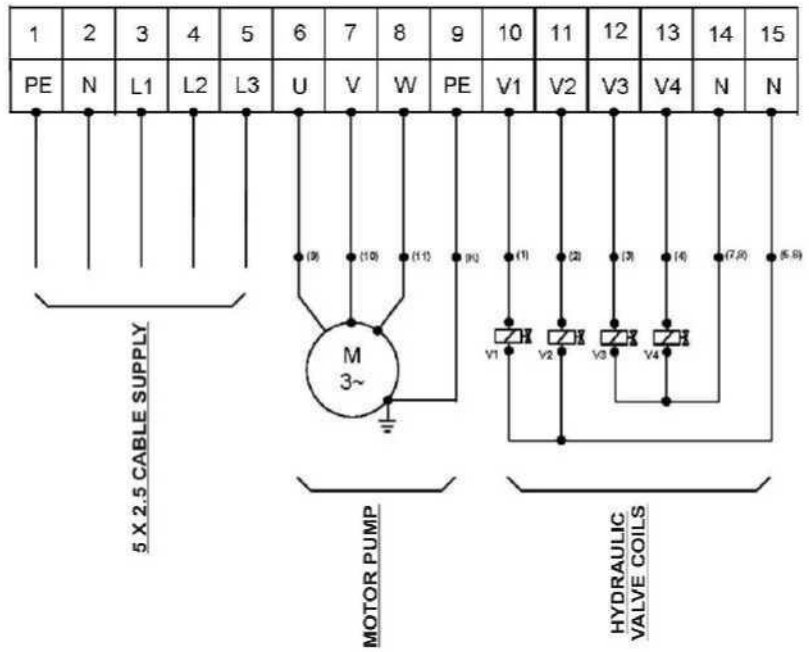 1 2 3 4 5 6 7 8 9 10 11 12 13 14 15
PE N L1 L2 L3 U V W PE V1 V2 V3 V4 N N
(9) (10) (11) (K) (1) (2) (3) (4) (7,8) (5,6)
V1 V2 V3 V4
M
3~
5 X 2.5 CABLE SUPPLY
MOTOR PUMP
HYDRAULIC
VALVE COILS